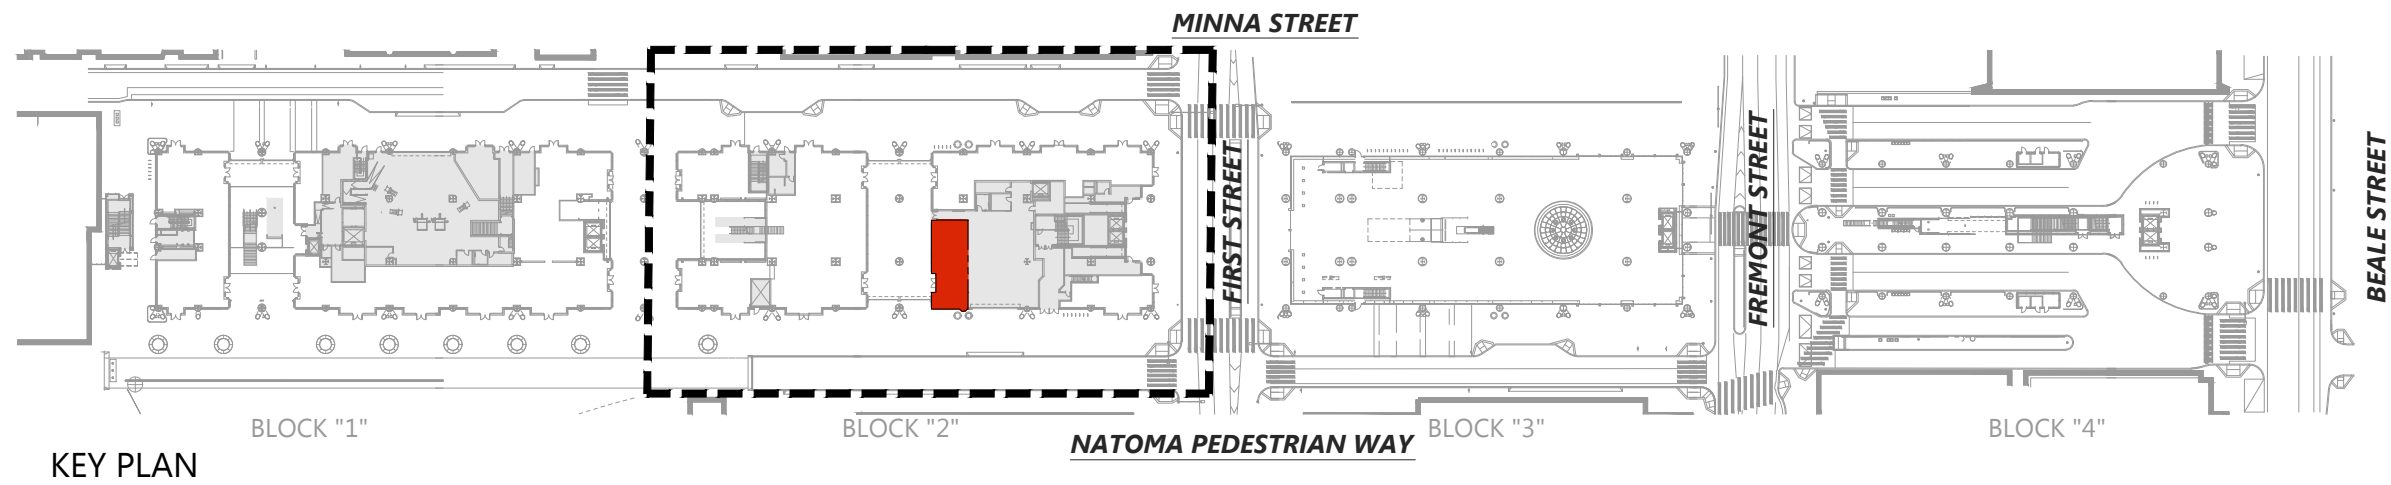 MINNA STREET
FIRST STREET
FREMONT STREET
BEALE STREET
BLOCK "1"
BLOCK "2"
BLOCK "3"
BLOCK "4"
NATOMA PEDESTRIAN WAY
KEY PLAN